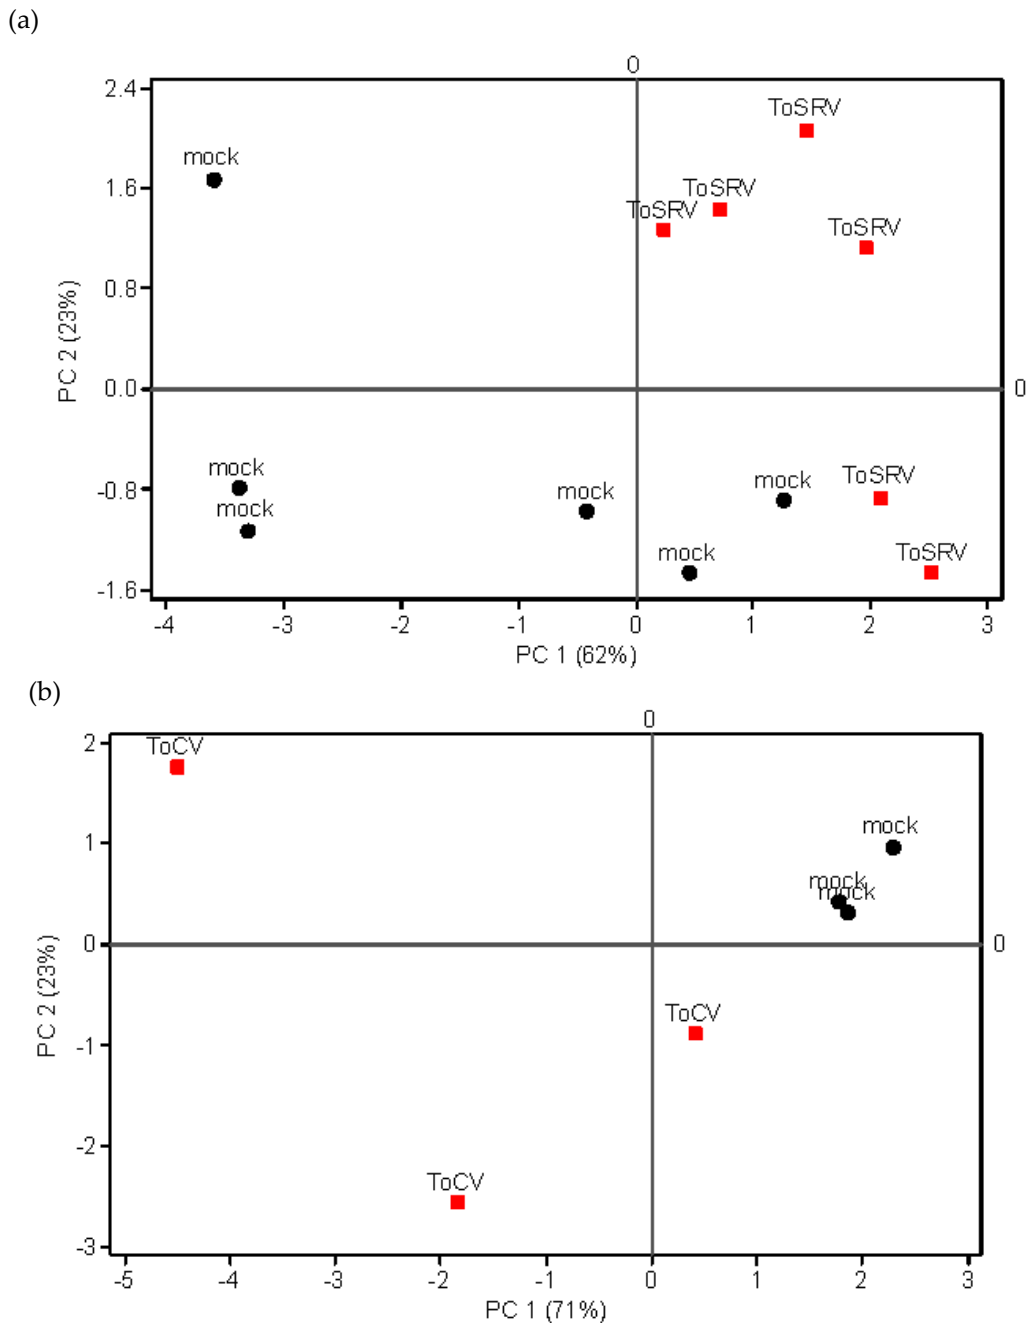 (a)
0
2.4
ToSRV
mock
1.6
ToSRV
ToSRV
ToSRV
0.8
PC 2 (23%)
0.0
0
mock
mock
ToSRV
-0.8
mock
mock
mock
ToSRV
-1.6
-4 -3 -2 -1 0 1 2 3
PC 1 (62%)
(b)
0
2
ToCV
mock
1
mock
mock
0
0
PC 2 (23%)
ToCV
-1
-2
ToCV
-3
-5 -4 -3 -2 -1 0 1 2 3
PC 1 (71%)